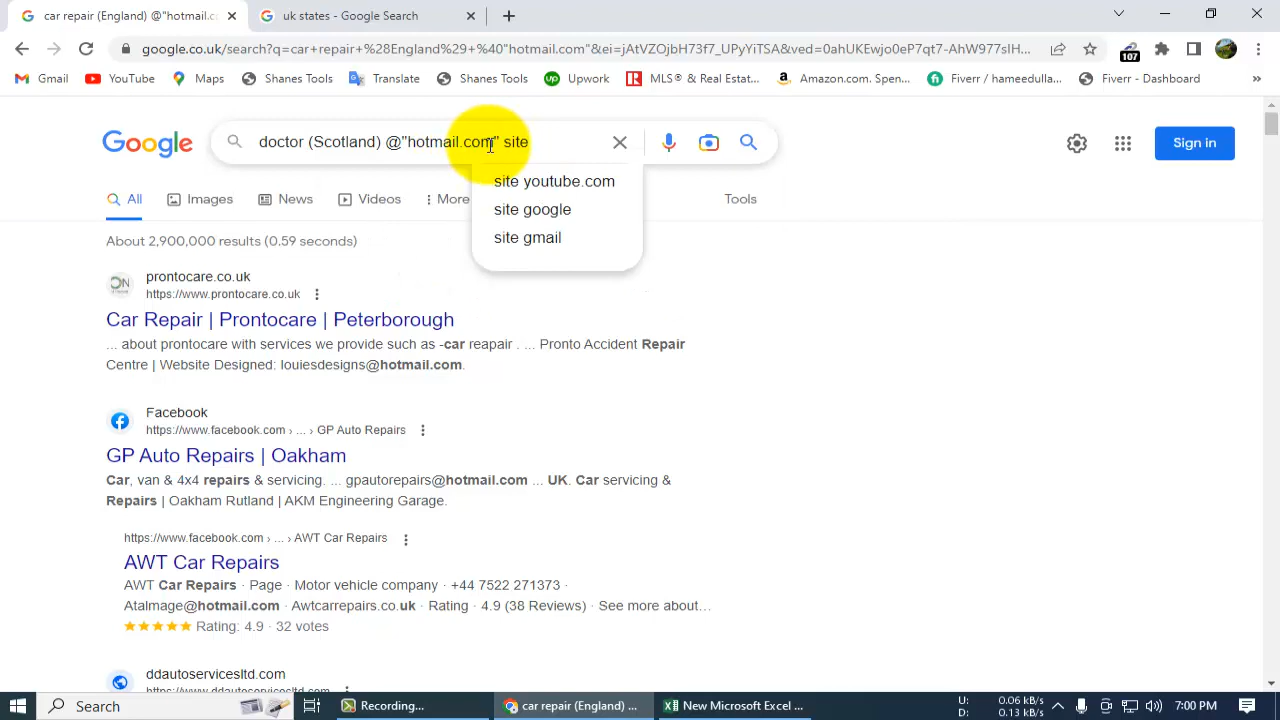 car repair (England) @"hotmail.cc
uk states - Google Search
google.co.uk/search?q=car+repair+%28England%29+%40"hotmail.com"&ei=jAtVZOjbH73f7_UPyYiTSA&ved=0ahUKEwjo0eP7qt7-AhW977sIHM...
107
Gmail
YouTube
Maps
Shanes Tools
Translate
Shanes Tools
Upwork
MLS® & Real Estat...
Amazon.com. Spen...
Fiverr / hameedulla...
Fiverr - Dashboard
»
Google
doctor (Scotland) @"hotmail.com" site
Sign in
site youtube.com
site google
site gmail
All
Images
News
Videos
More
Tools
About 2,900,000 results (0.59 seconds)
prontocare.co.uk
https://www.prontocare.co.uk
Car Repair | Prontocare | Peterborough
... about prontocare with services we provide such as -car reapair . ... Pronto Accident Repair
Centre | Website Designed: louiesdesigns@hotmail.com.
Facebook
https://www.facebook.com › ... › GP Auto Repairs
GP Auto Repairs | Oakham
Car, van & 4x4 repairs & servicing. ... gpautorepairs@hotmail.com ... UK. Car servicing &
Repairs | Oakham Rutland | AKM Engineering Garage.
https://www.facebook.com › ... › AWT Car Repairs
AWT Car Repairs
AWT Car Repairs · Page · Motor vehicle company · +44 7522 271373 ·
Atalmage@hotmail.com · Awtcarrepairs.co.uk · Rating · 4.9 (38 Reviews) · See more about...
Rating: 4.9 · 32 votes
ddautoservicesltd.com
https://www.ddautoservicesltd.com
Search
Recording...
car repair (England) ...
New Microsoft Excel ...
U: 0.06 kB/s
D: 0.13 kB/s
7:00 PM